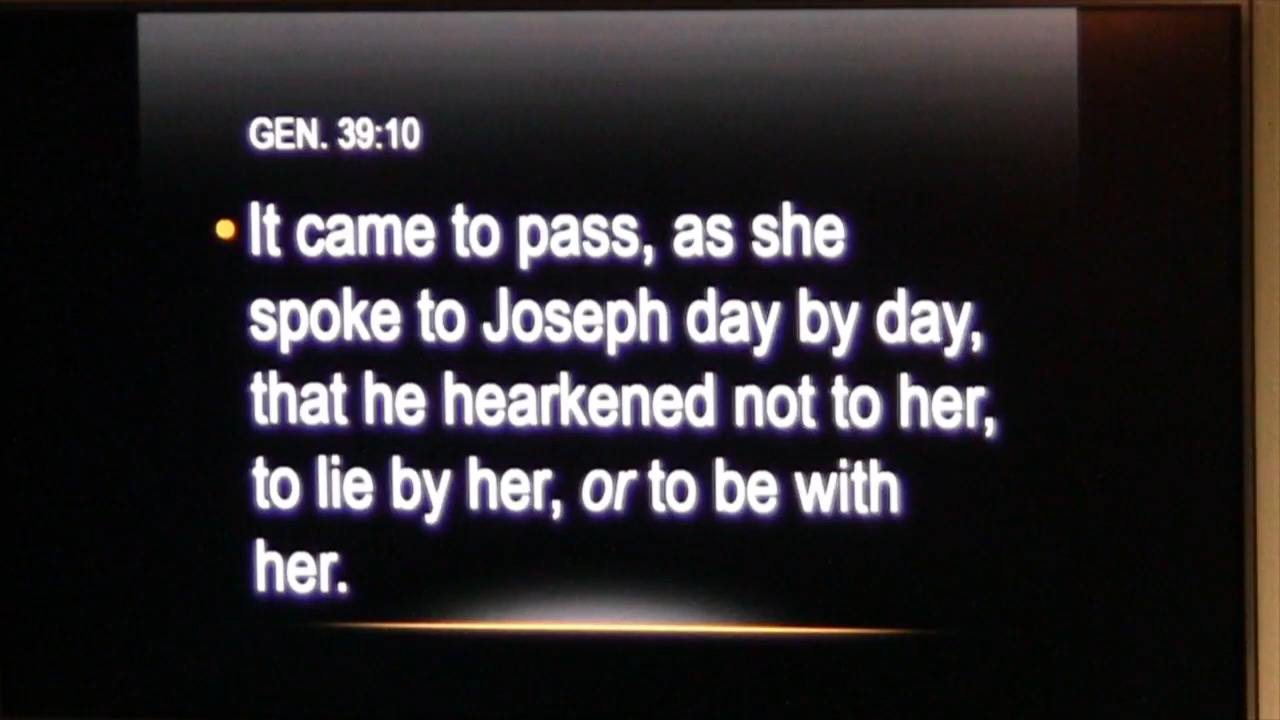 GEN. 39:10
• It came to pass, as she
spoke to Joseph day by day,
that he hearkened not to her,
to lie by her, or to be with
her.